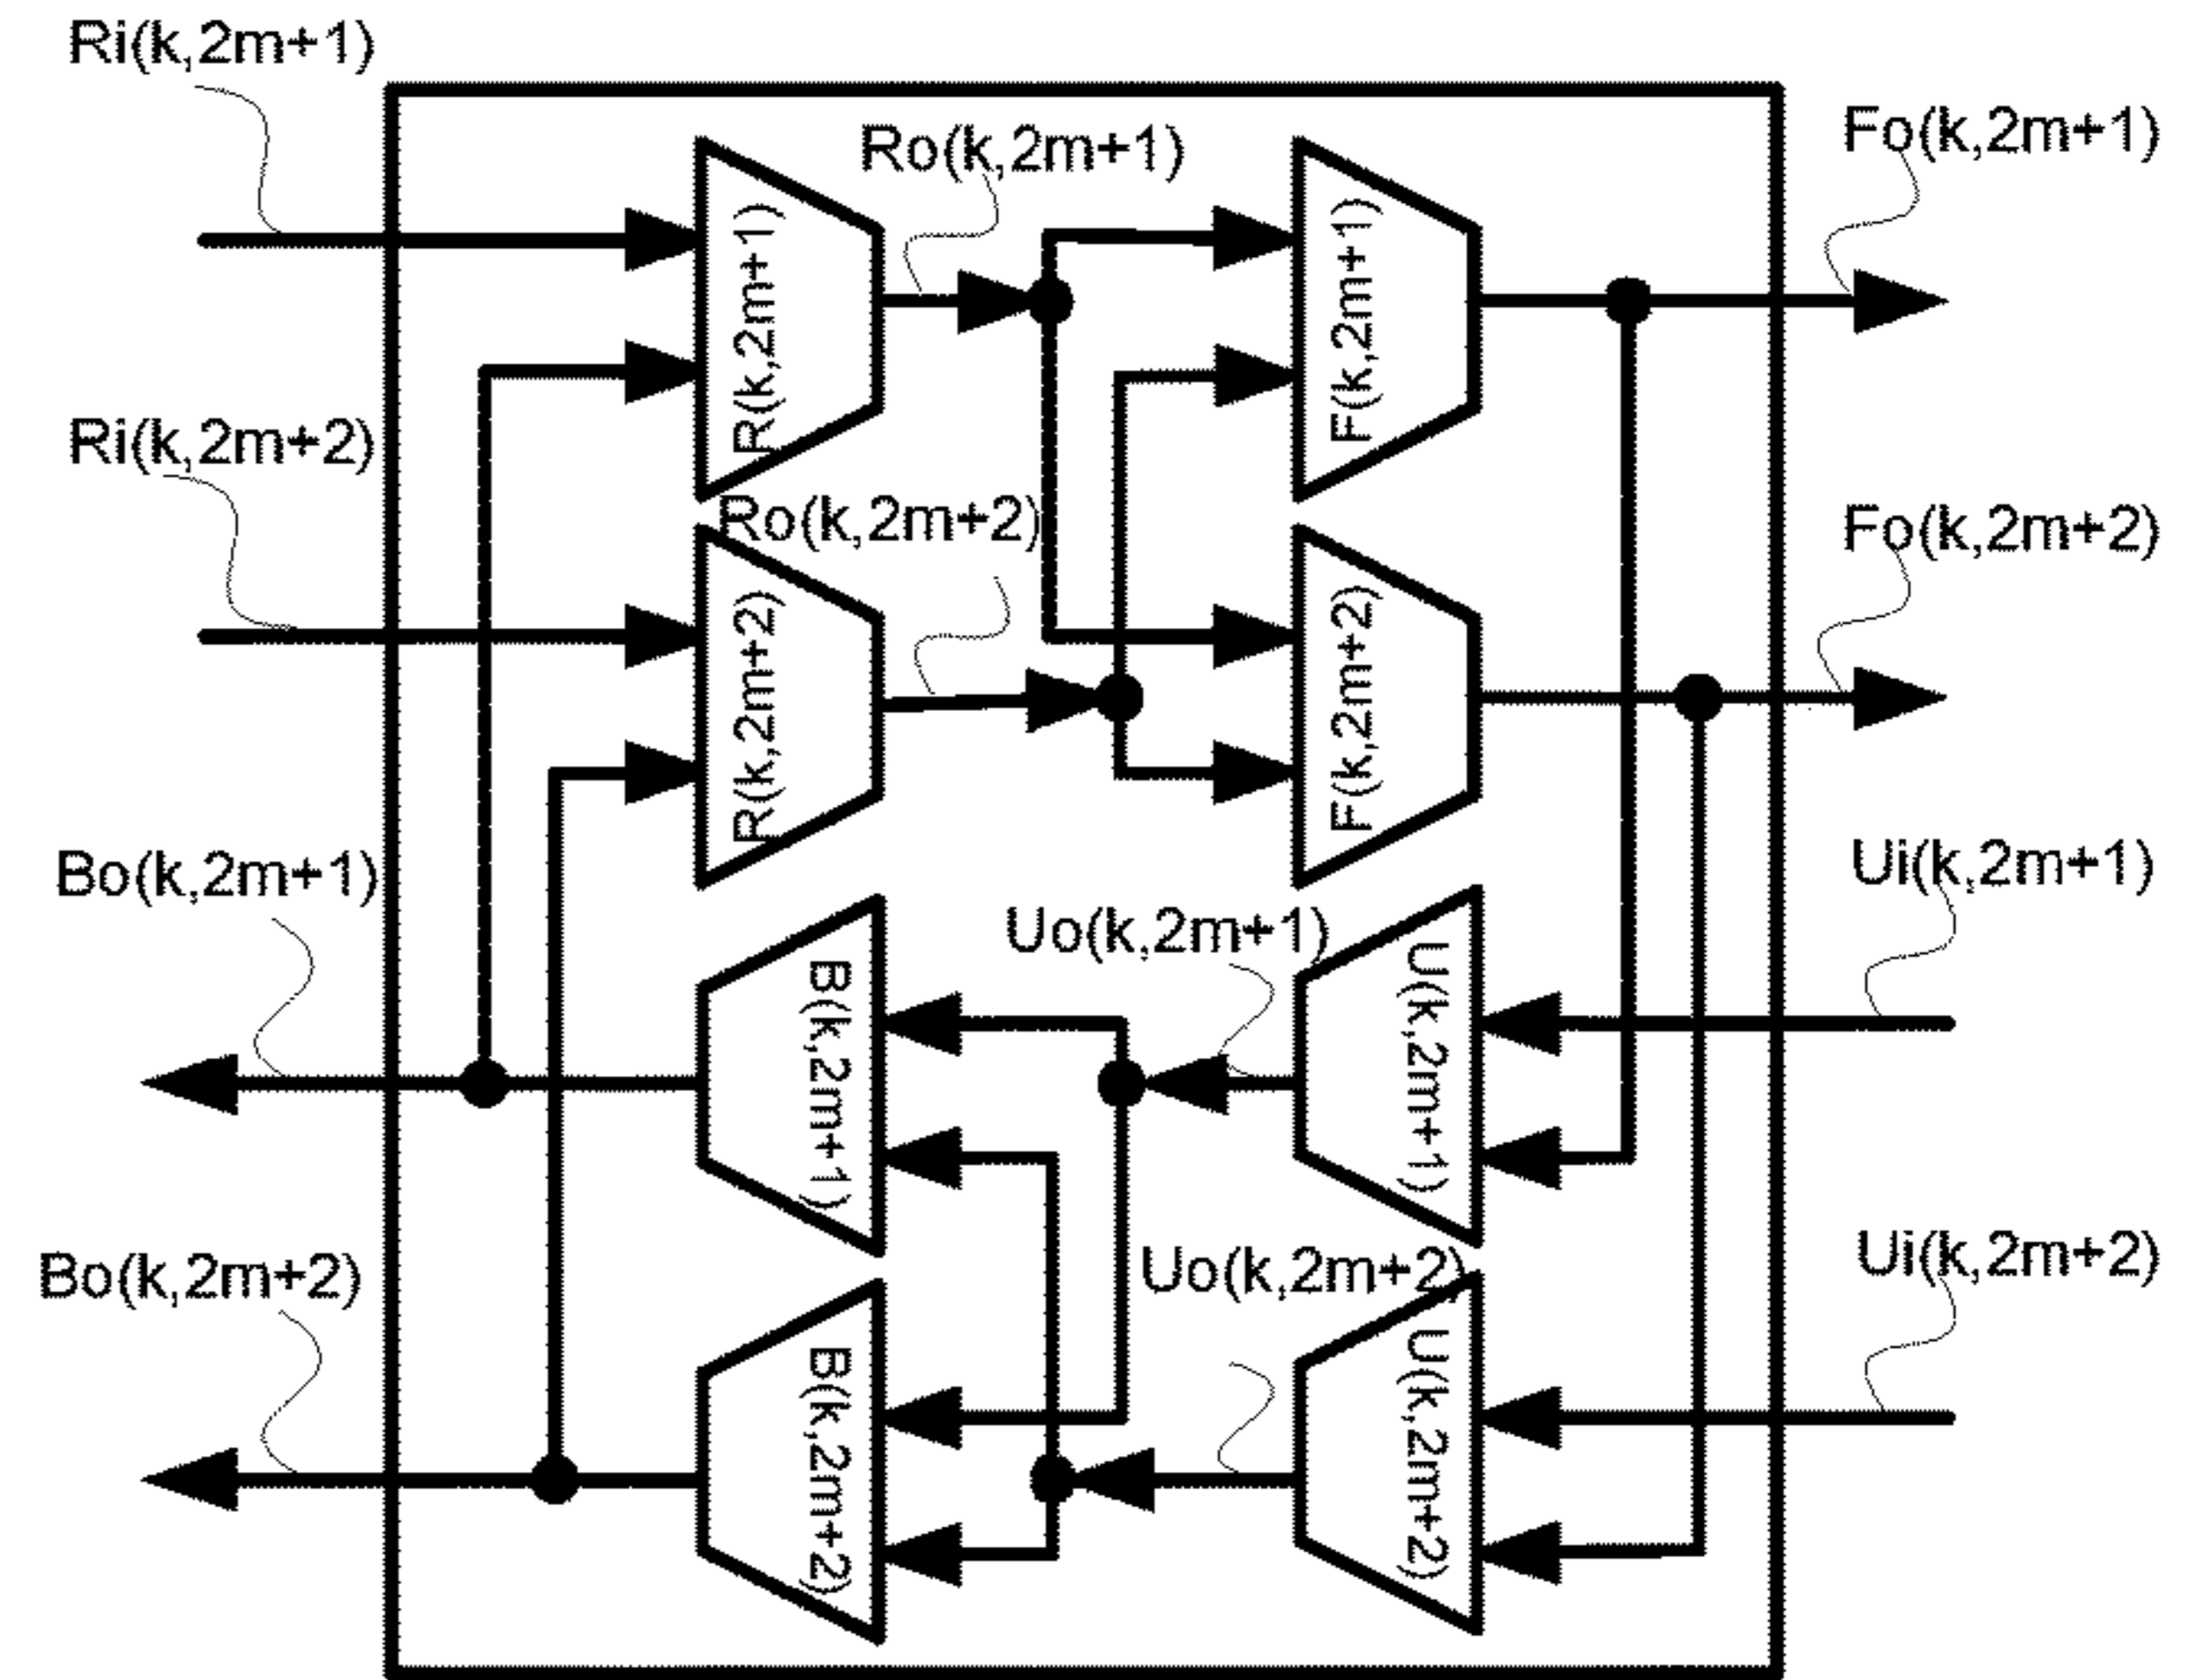 Ri(k,2m+1)
Fo(k,2m+1)
Ro(k,2m+1)
R(k,2m+1)
F(k,2m+1)
Ri(k,2m+2)
Ro(k,2m+2)
Fo(k,2m+2)
R(k,2m+2)
F(k,2m+2)
Bo(k,2m+1)
Uo(k,2m+1)
Ui(k,2m+1)
B(k,2m+1)
U(k,2m+1)
Bo(k,2m+2)
Uo(k,2m+2)
Ui(k,2m+2)
B(k,2m+2)
U(k,2m+2)